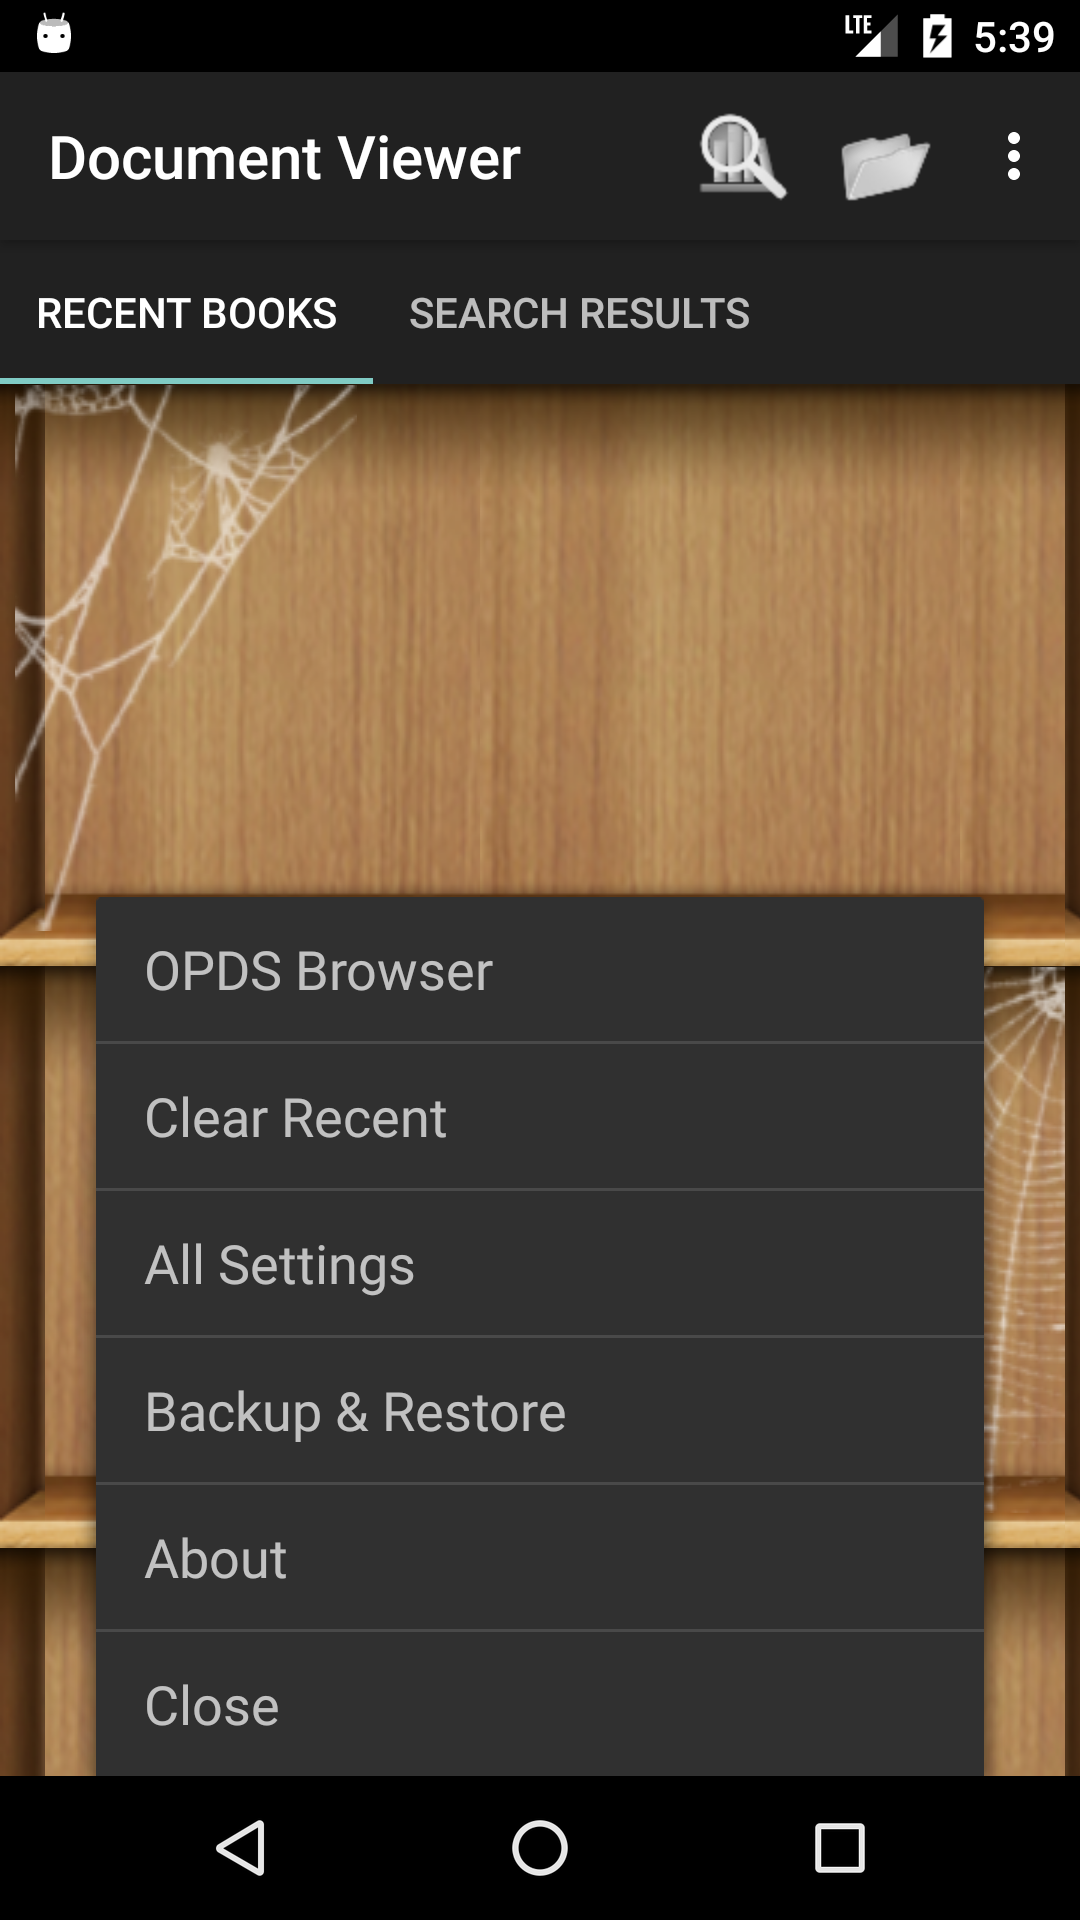 LTE 5:39
Document Viewer
RECENT BOOKS SEARCH RESULTS
OPDS Browser
Clear Recent
All Settings
Backup & Restore
About
Close